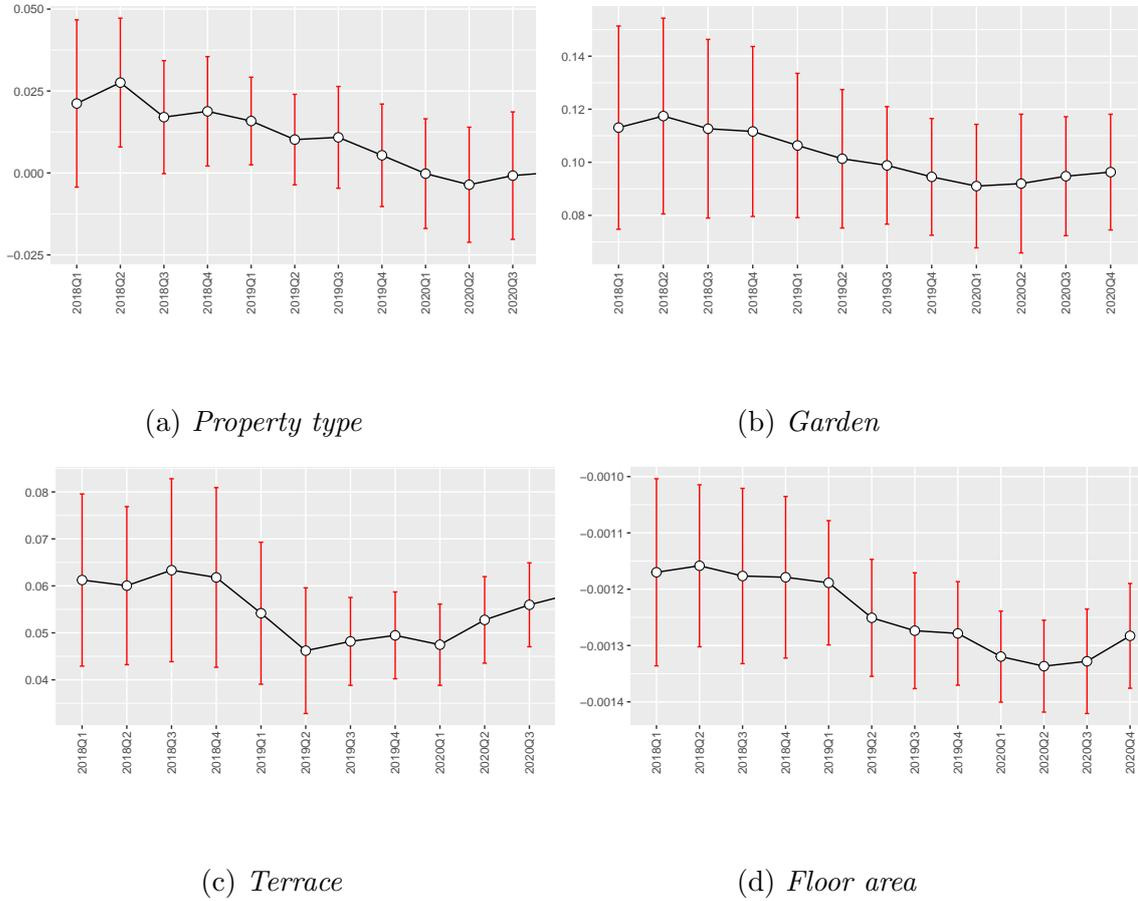 0.050
0.025
0.000
−0.025
2018Q1
2018Q2
2018Q3
2018Q4
2019Q1
2019Q2
2019Q3
2019Q4
2020Q1
2020Q2
2020Q3
(a) Property type
0.14
0.12
0.10
0.08
2018Q1
2018Q2
2018Q3
2018Q4
2019Q1
2019Q2
2019Q3
2019Q4
2020Q1
2020Q2
2020Q3
2020Q4
(b) Garden
0.08
0.07
0.06
0.05
0.04
2018Q1
2018Q2
2018Q3
2018Q4
2019Q1
2019Q2
2019Q3
2019Q4
2020Q1
2020Q2
2020Q3
(c) Terrace
−0.0010
−0.0011
−0.0012
−0.0013
−0.0014
2018Q1
2018Q2
2018Q3
2018Q4
2019Q1
2019Q2
2019Q3
2019Q4
2020Q1
2020Q2
2020Q3
2020Q4
(d) Floor area